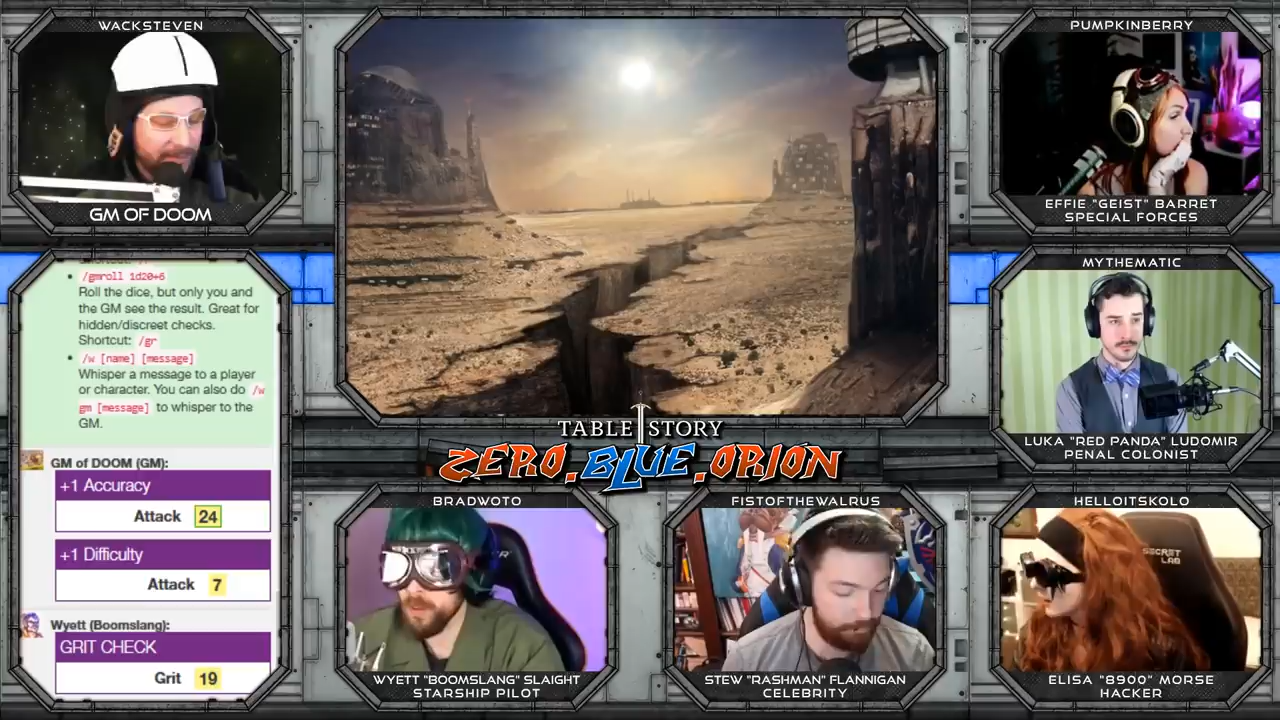 WACKSTEVEN
GM OF DOOM
PUMPKINBERRY
EFFIE "GEIST" BARRET
SPECIAL FORCES
/gmroll 1d20+6
Roll the dice, but only you and
the GM see the result. Great for
hidden/discreet checks.
Shortcut: /gr
/w [name] [message]
Whisper a message to a player
or character. You can also do /w
gm [message] to whisper to the
GM.
GM of DOOM (GM):
+1 Accuracy
Attack 24
+1 Difficulty
Attack 7
Wyett (Boomslang):
GRIT CHECK
Grit 19
MYTHEMATIC
LUKA "RED PANDA" LUDOMIR
PENAL COLONIST
TABLE STORY
ZERO.BLUE.ORION
BRADWOTO
WYETT "BOOMSLANG" SLAIGHT
STARSHIP PILOT
FISTOFTHEWALRUS
STEW "RASHMAN" FLANNIGAN
CELEBRITY
HELLOITSKOLO
SECRET
LAB
ELISA "B900" MORSE
HACKER